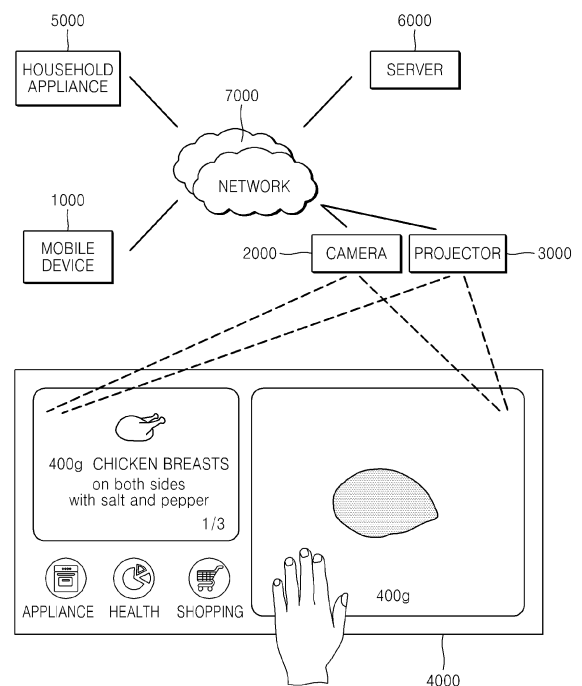 5000
6000
HOUSEHOLD
APPLIANCE
SERVER
7000
NETWORK
1000
MOBILE
DEVICE
2000
CAMERA
PROJECTOR
3000
400g CHICKEN BREASTS
on both sides
with salt and pepper
1/3
APPLIANCE
HEALTH
SHOPPING
400g
4000